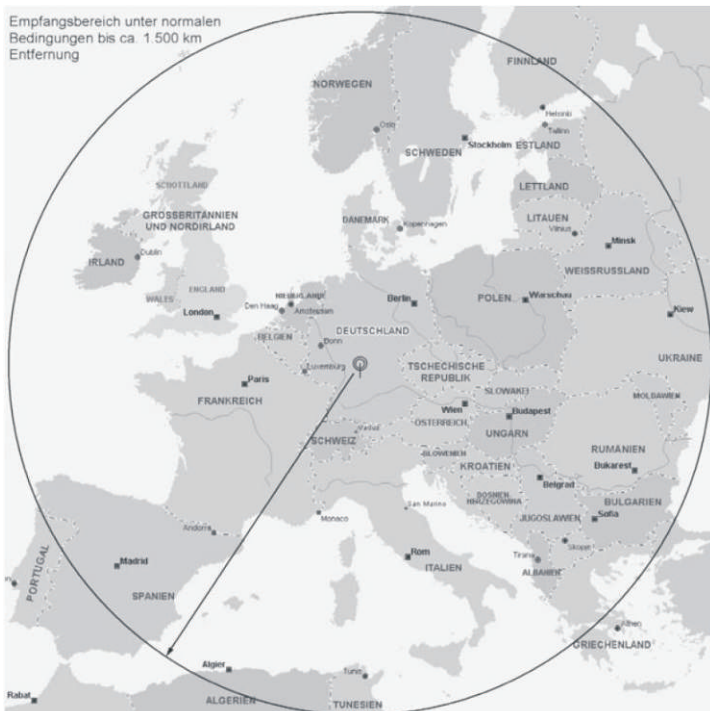 Empfangsbereich unter normalen
Bedingungen bis ca. 1.500 km
Entfernung
FINNLAND
NORWEGEN
Helsinki
Oslo
Tallinn
Stockholm
ESTLAND
SCHWEDEN
SCHOTTLAND
LETTLAND
GROSSBRITANNIEN
UND NORDIRLAND
DÄNEMARK
Kopenhagen
LITAUEN
Vilnius
Minsk
Dublin
IRLAND
WEISSRUSSLAND
WALES
ENGLAND
NIEDERLANDE
Berlin
POLEN
Warschau
Den Haag
Amsterdam
London
Kiew
DEUTSCHLAND
BELGIEN
Bonn
UKRAINE
Luxemburg
TSCHECHISCHE
REPUBLIK
Paris
SLOWAKEI
MOLDAWIEN
FRANKREICH
Wien
Budapest
ÖSTERREICH
UNGARN
SCHWEIZ
RUMÄNIEN
SLOWENIEN
KROATIEN
Bukarest
Belgrad
BOSNIEN
HERZEGOWINA
San Marino
BULGARIEN
Monaco
JUGOSLAWIEN
Sofia
Andorra
Skopje
Rom
Tirana
Madrid
ITALIEN
ALBANIEN
PORTUGAL
SPANIEN
Athen
GRIECHENLAND
Algier
Tunis
Rabat
ALGERIEN
TUNESIEN